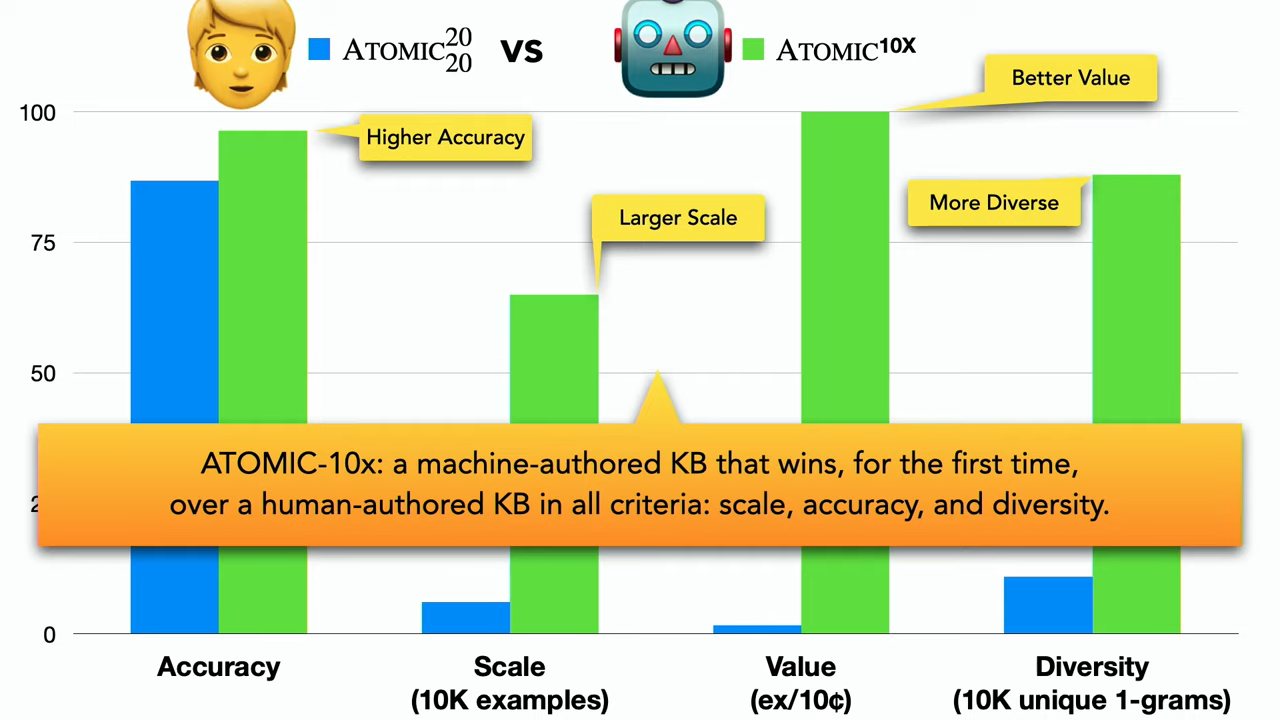 ATOMIC 20 20 vs ATOMIC10X
Better Value
100
Higher Accuracy
More Diverse
Larger Scale
75
50
ATOMIC-10x: a machine-authored KB that wins, for the first time,
over a human-authored KB in all criteria: scale, accuracy, and diversity.
0
Accuracy
Scale
(10K examples)
Value
(ex/10¢)
Diversity
(10K unique 1-grams)